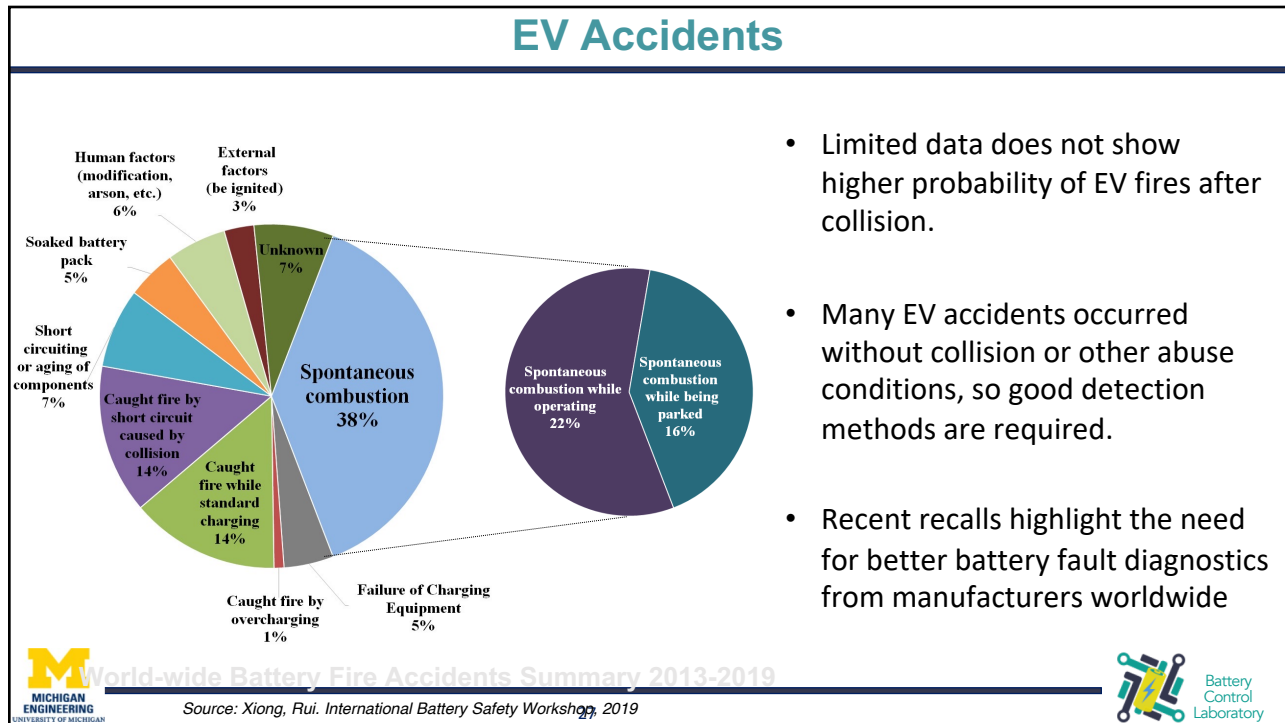 EV Accidents
Human factors
(modification,
arson, etc.)
6%
External
factors
(be ignited)
3%
Unknown
7%
Soaked battery
pack
5%
Short
circuiting
or aging of
components
7%
Caught fire by
short circuit
caused by
collision
14%
Caught
fire while
standard
charging
14%
Caught fire by
overcharging
1%
Failure of Charging
Equipment
5%
Spontaneous
combustion
38%
Spontaneous
combustion while
operating
22%
Spontaneous
combustion
while being
parked
16%
• Limited data does not show
higher probability of EV fires after
collision.
• Many EV accidents occurred
without collision or other abuse
conditions, so good detection
methods are required.
• Recent recalls highlight the need
for better battery fault diagnostics
from manufacturers worldwide
World-wide Battery Fire Accidents Summary 2013-2019
M
MICHIGAN
ENGINEERING
UNIVERSITY OF MICHIGAN
Source: Xiong, Rui. International Battery Safety Workshop, 2019
27
Battery
Control
Laboratory